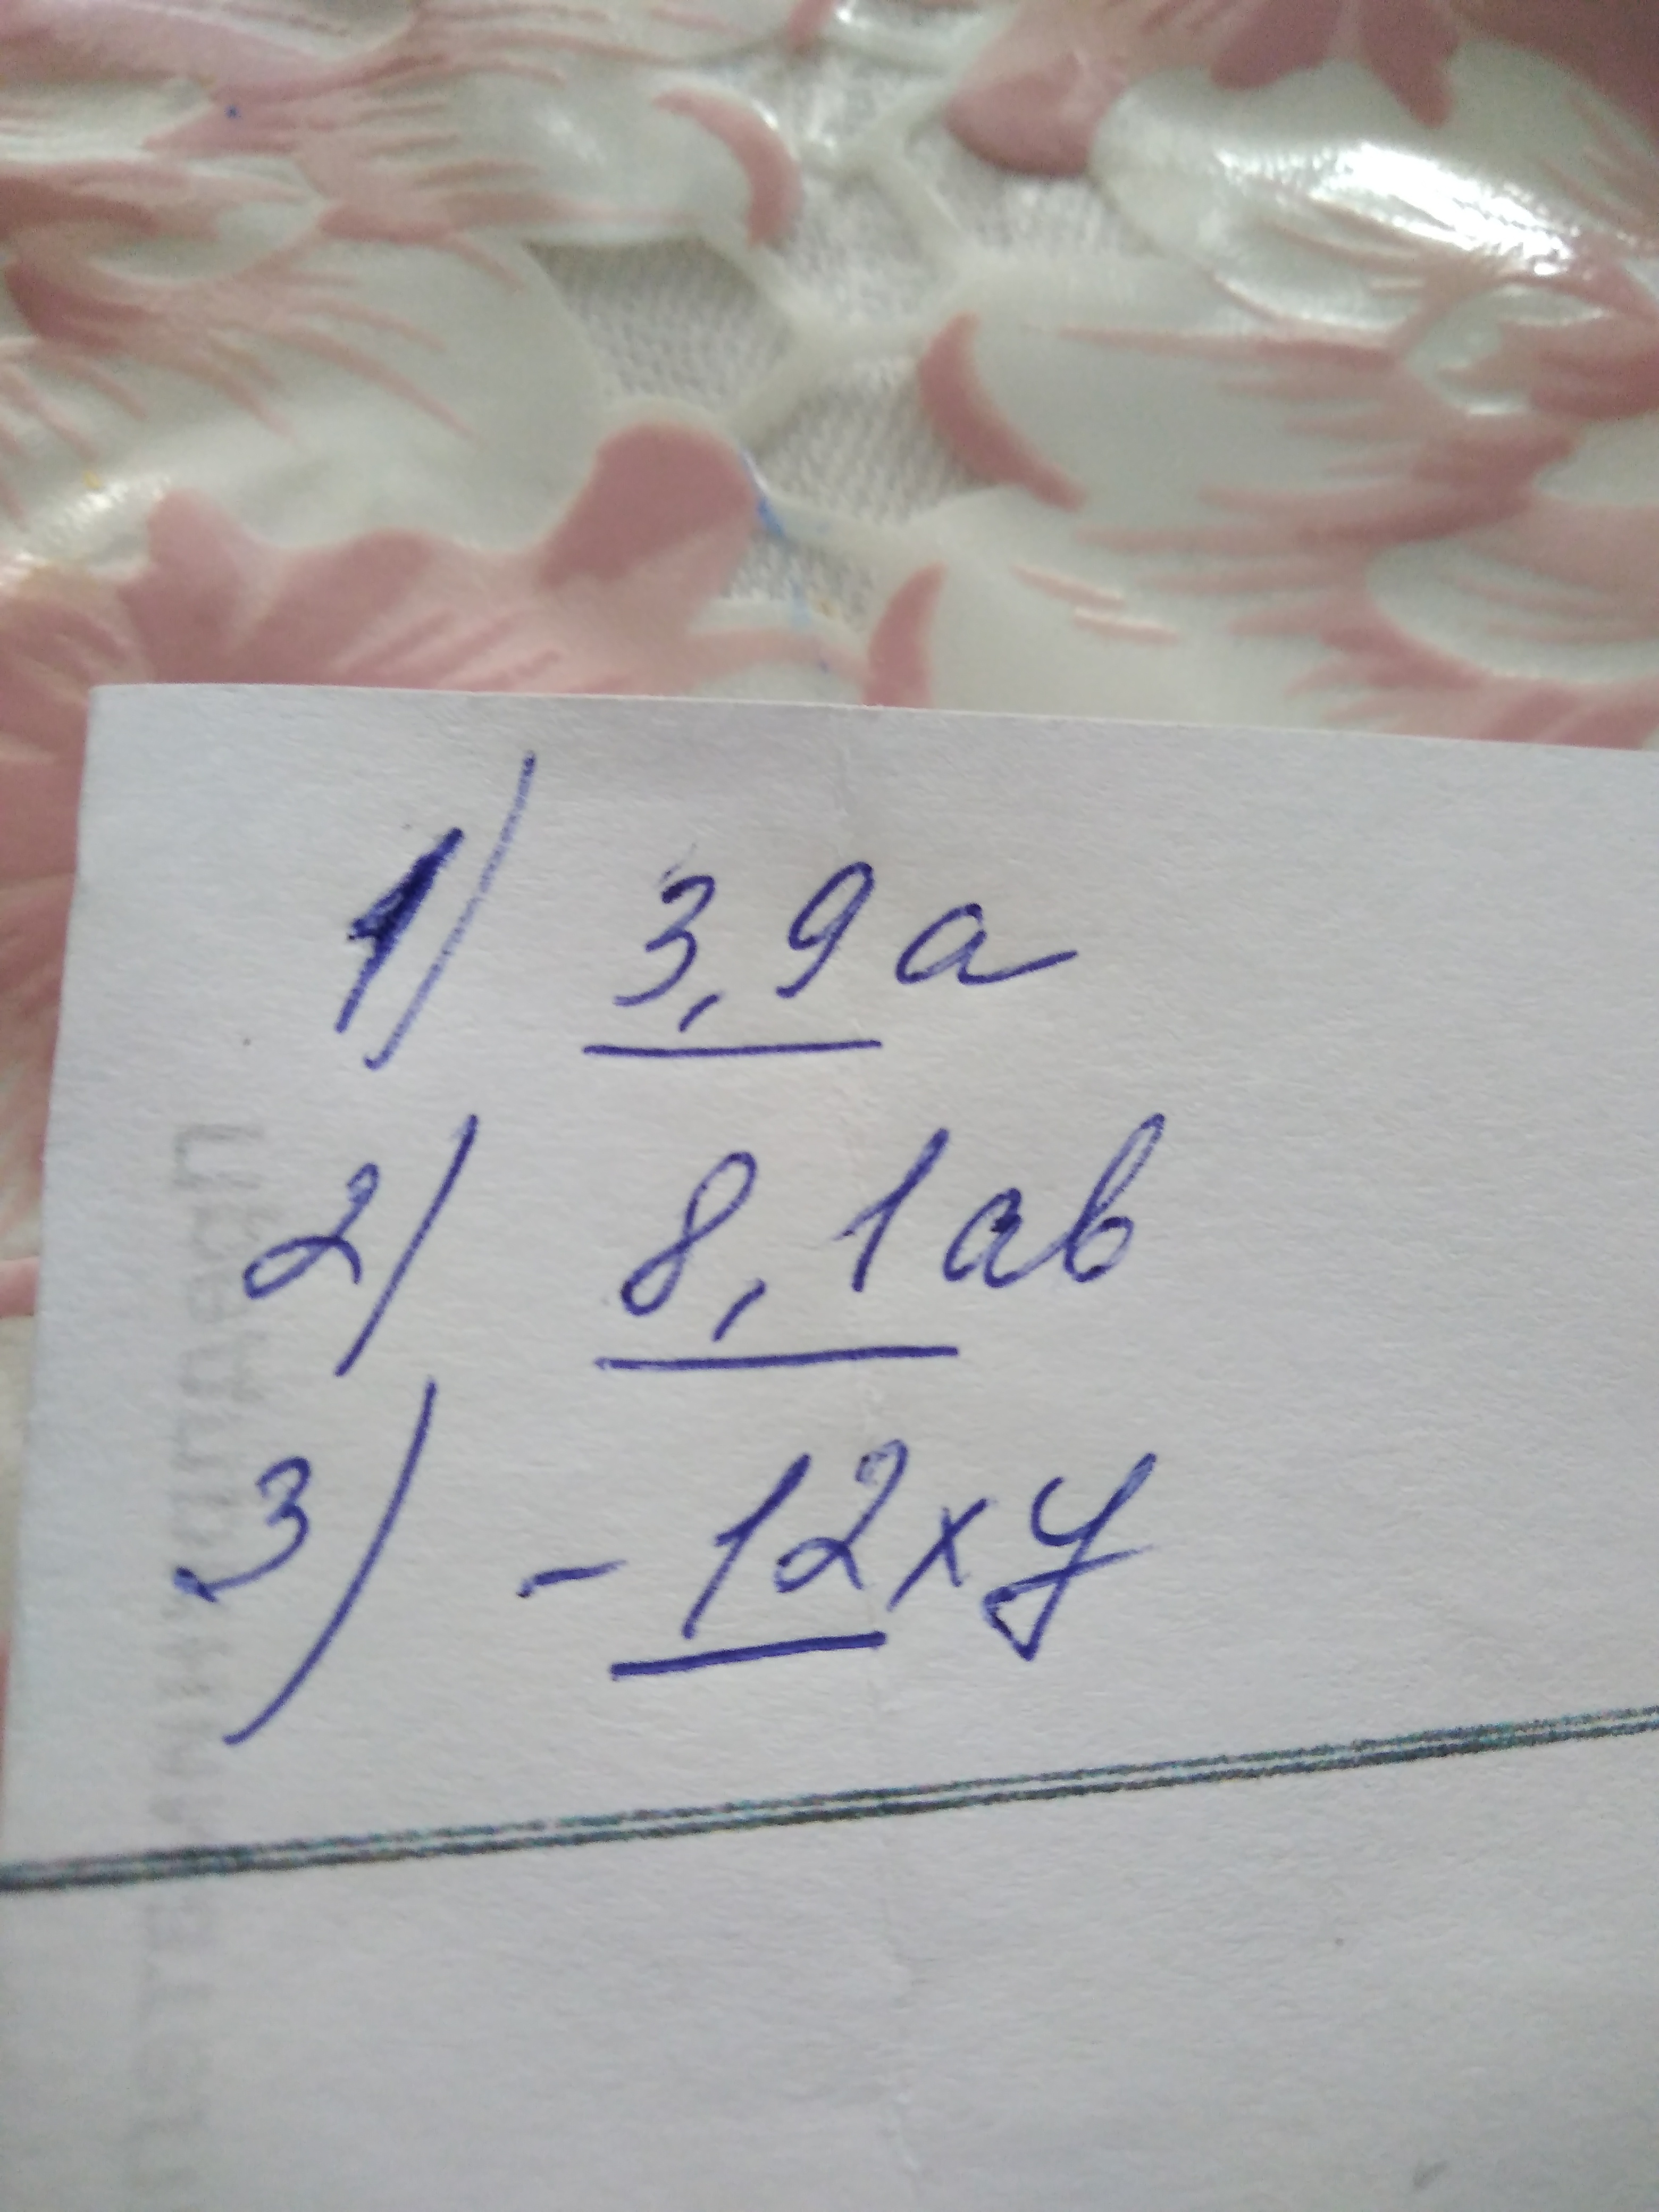 1) 3,9a
2) 8,1ab
3) -12xy